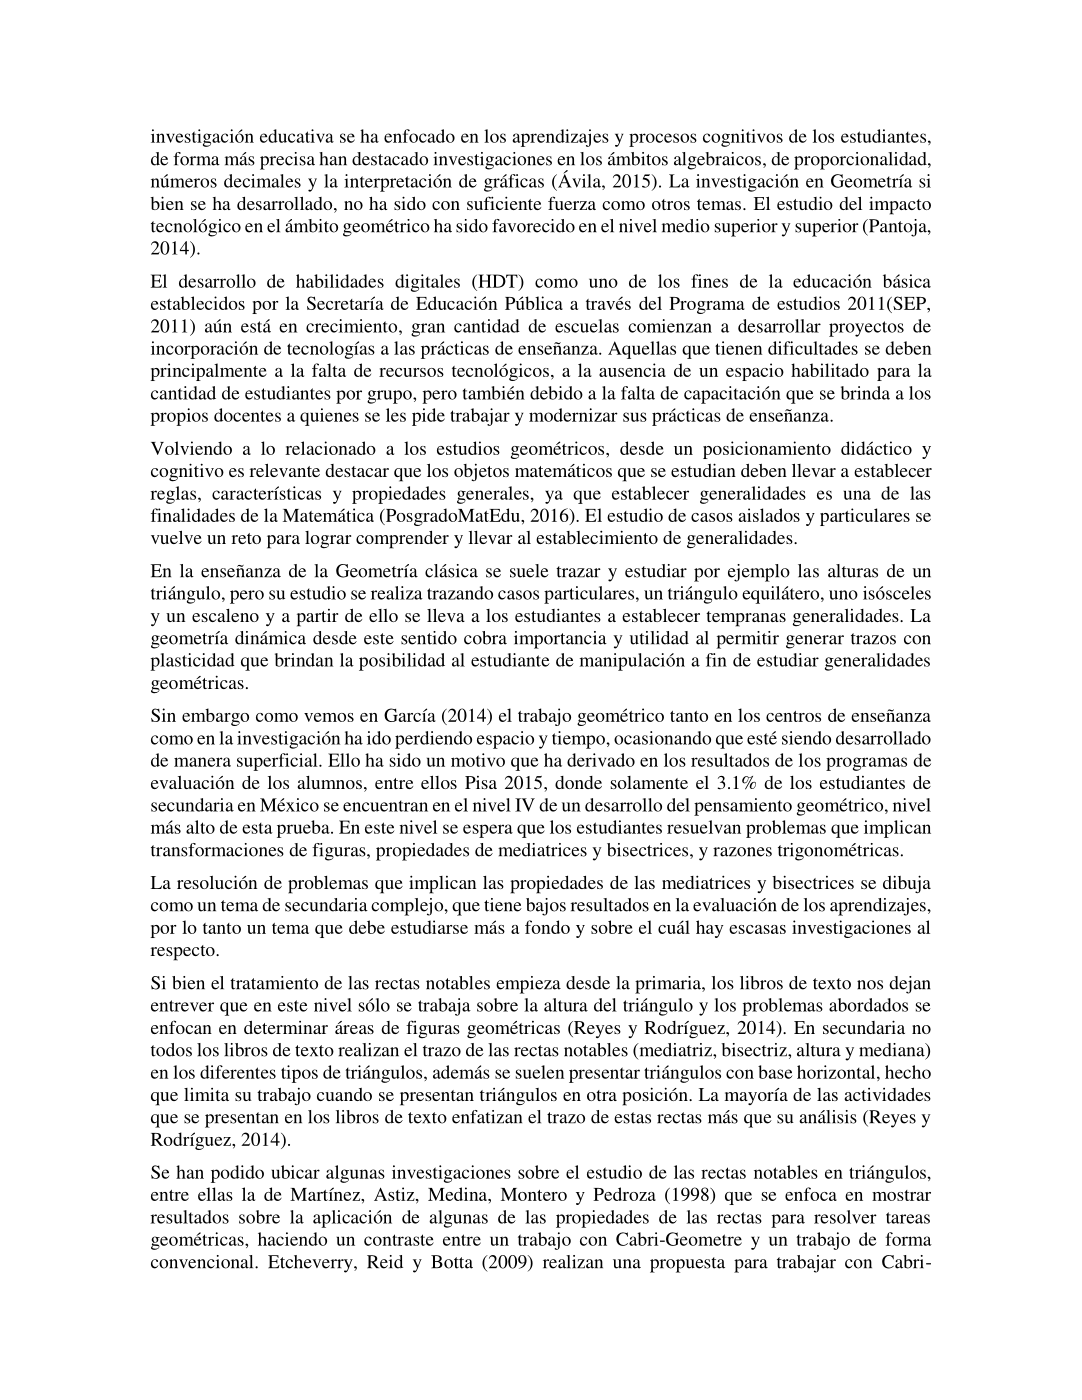 investigación educativa se ha enfocado en los aprendizajes y procesos cognitivos de los estudiantes,
de forma más precisa han destacado investigaciones en los ámbitos algebraicos, de proporcionalidad,
números decimales y la interpretación de gráficas (Ávila, 2015). La investigación en Geometría si
bien se ha desarrollado, no ha sido con suficiente fuerza como otros temas. El estudio del impacto
tecnológico en el ámbito geométrico ha sido favorecido en el nivel medio superior y superior (Pantoja,
2014).
El desarrollo de habilidades digitales (HDT) como uno de los fines de la educación básica
establecidos por la Secretaría de Educación Pública a través del Programa de estudios 2011(SEP,
2011) aún está en crecimiento, gran cantidad de escuelas comienzan a desarrollar proyectos de
incorporación de tecnologías a las prácticas de enseñanza. Aquellas que tienen dificultades se deben
principalmente a la falta de recursos tecnológicos, a la ausencia de un espacio habilitado para la
cantidad de estudiantes por grupo, pero también debido a la falta de capacitación que se brinda a los
propios docentes a quienes se les pide trabajar y modernizar sus prácticas de enseñanza.
Volviendo a lo relacionado a los estudios geométricos, desde un posicionamiento didáctico y
cognitivo es relevante destacar que los objetos matemáticos que se estudian deben llevar a establecer
reglas, características y propiedades generales, ya que establecer generalidades es una de las
finalidades de la Matemática (PosgradoMatEdu, 2016). El estudio de casos aislados y particulares se
vuelve un reto para lograr comprender y llevar al establecimiento de generalidades.
En la enseñanza de la Geometría clásica se suele trazar y estudiar por ejemplo las alturas de un
triángulo, pero su estudio se realiza trazando casos particulares, un triángulo equilátero, uno isósceles
y un escaleno y a partir de ello se lleva a los estudiantes a establecer tempranas generalidades. La
geometría dinámica desde este sentido cobra importancia y utilidad al permitir generar trazos con
plasticidad que brindan la posibilidad al estudiante de manipulación a fin de estudiar generalidades
geométricas.
Sin embargo como vemos en García (2014) el trabajo geométrico tanto en los centros de enseñanza
como en la investigación ha ido perdiendo espacio y tiempo, ocasionando que esté siendo desarrollado
de manera superficial. Ello ha sido un motivo que ha derivado en los resultados de los programas de
evaluación de los alumnos, entre ellos Pisa 2015, donde solamente el 3.1% de los estudiantes de
secundaria en México se encuentran en el nivel IV de un desarrollo del pensamiento geométrico, nivel
más alto de esta prueba. En este nivel se espera que los estudiantes resuelvan problemas que implican
transformaciones de figuras, propiedades de mediatrices y bisectrices, y razones trigonométricas.
La resolución de problemas que implican las propiedades de las mediatrices y bisectrices se dibuja
como un tema de secundaria complejo, que tiene bajos resultados en la evaluación de los aprendizajes,
por lo tanto un tema que debe estudiarse más a fondo y sobre el cuál hay escasas investigaciones al
respecto.
Si bien el tratamiento de las rectas notables empieza desde la primaria, los libros de texto nos dejan
entrever que en este nivel sólo se trabaja sobre la altura del triángulo y los problemas abordados se
enfocan en determinar áreas de figuras geométricas (Reyes y Rodríguez, 2014). En secundaria no
todos los libros de texto realizan el trazo de las rectas notables (mediatriz, bisectriz, altura y mediana)
en los diferentes tipos de triángulos, además se suelen presentar triángulos con base horizontal, hecho
que limita su trabajo cuando se presentan triángulos en otra posición. La mayoría de las actividades
que se presentan en los libros de texto enfatizan el trazo de estas rectas más que su análisis (Reyes y
Rodríguez, 2014).
Se han podido ubicar algunas investigaciones sobre el estudio de las rectas notables en triángulos,
entre ellas la de Martínez, Astiz, Medina, Montero y Pedroza (1998) que se enfoca en mostrar
resultados sobre la aplicación de algunas de las propiedades de las rectas para resolver tareas
geométricas, haciendo un contraste entre un trabajo con Cabri-Geometre y un trabajo de forma
convencional. Etcheverry, Reid y Botta (2009) realizan una propuesta para trabajar con Cabri-